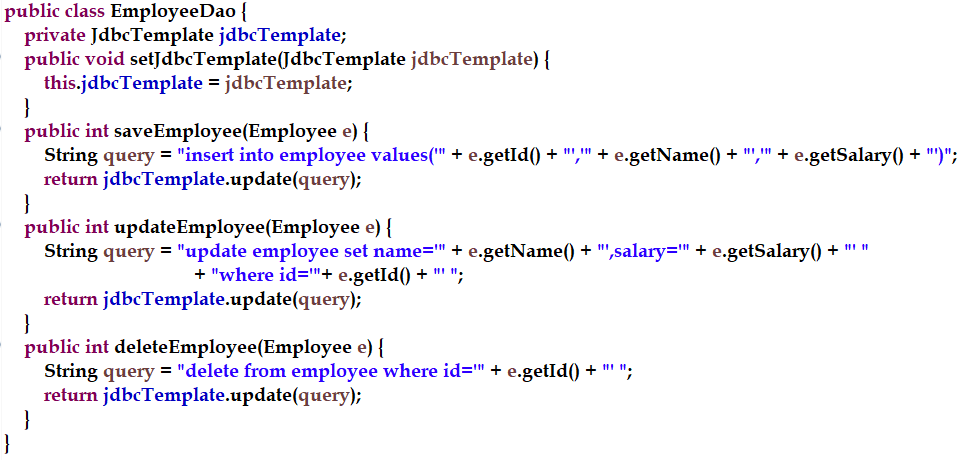 public class EmployeeDao {
private JdbcTemplate jdbcTemplate;
public void setJdbcTemplate(JdbcTemplate jdbcTemplate) {
this.jdbcTemplate = jdbcTemplate;
}
public int saveEmployee(Employee e) {
String query = "insert into employee values('" + e.getId() + "','" + e.getName() + "','" + e.getSalary() + "')";
return jdbcTemplate.update(query);
}
public int updateEmployee(Employee e) {
String query = "update employee set name='" + e.getName() + "',salary='" + e.getSalary() + "' "
+ "where id='"+ e.getId() + "' ";
return jdbcTemplate.update(query);
}
public int deleteEmployee(Employee e) {
String query = "delete from employee where id='" + e.getId() + "' ";
return jdbcTemplate.update(query);
}
}